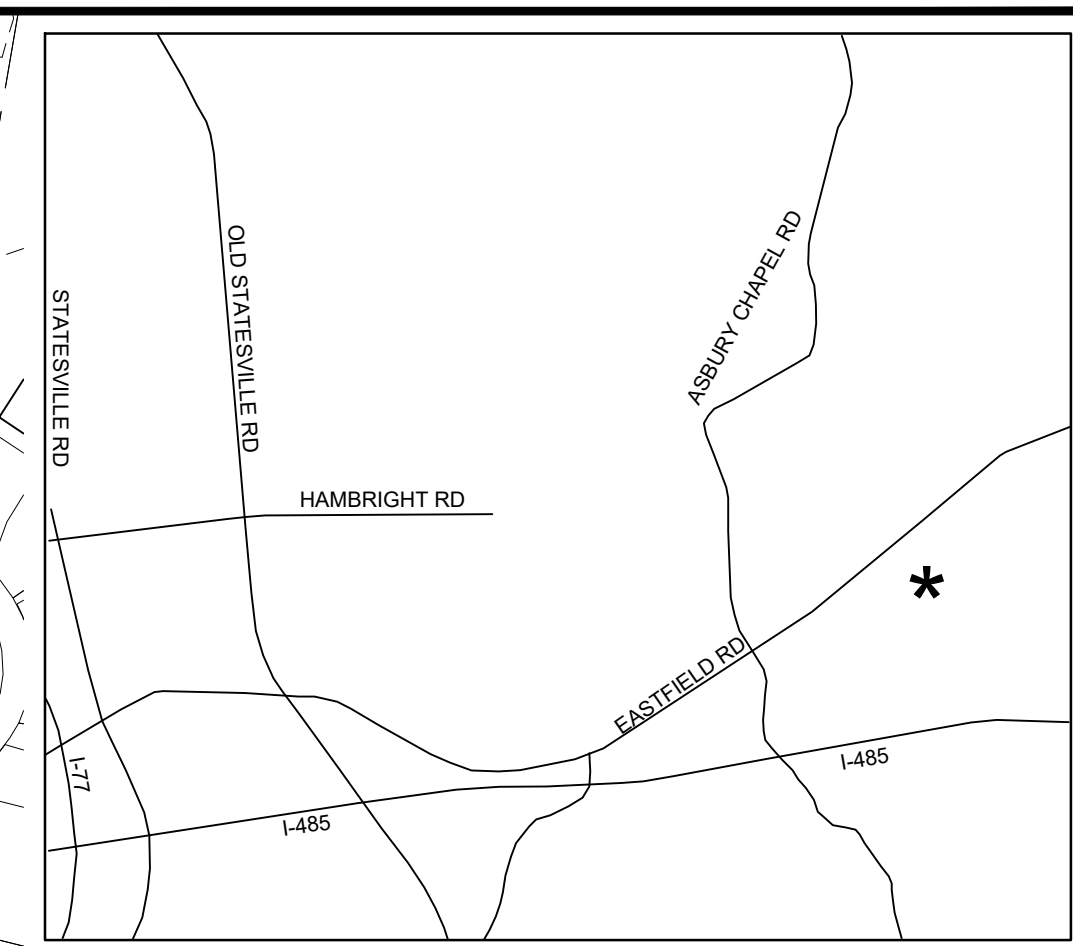 STATESVILLE RD
OLD STATESVILLE RD
ASBURY CHAPEL RD
HAMBRIGHT RD
EASTFIELD RD
I-77
I-485
I-485
*